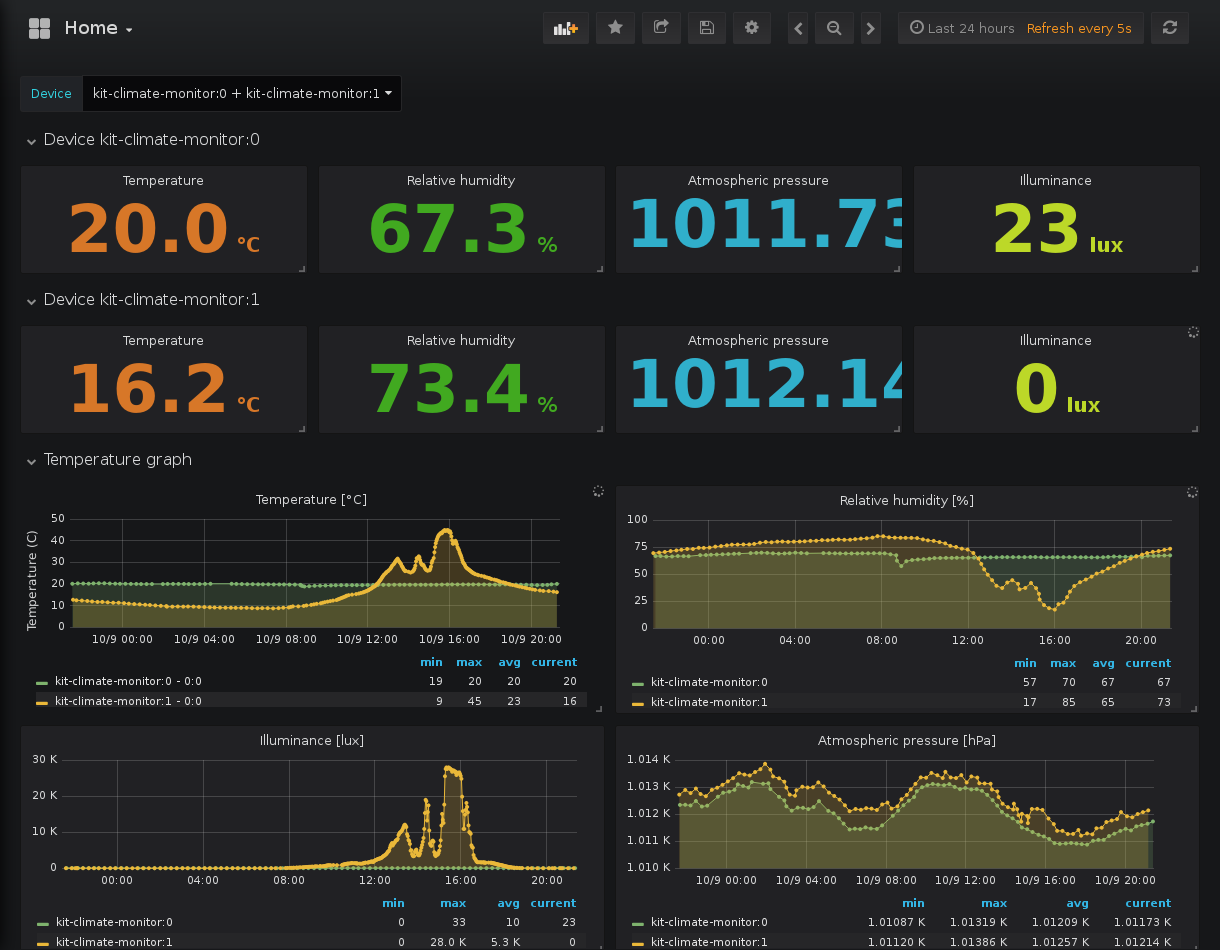 Home
Last 24 hours Refresh every 5s
Device kit-climate-monitor:0 + kit-climate-monitor:1
Device kit-climate-monitor:0
Temperature
20.0 °C
Relative humidity
67.3 %
Atmospheric pressure
1011.73
Illuminance
23 lux
Device kit-climate-monitor:1
Temperature
16.2 °C
Relative humidity
73.4 %
Atmospheric pressure
1012.14
Illuminance
0 lux
Temperature graph
Temperature [°C]
Temperature (C)
50
40
30
20
10
0
10/9 00:00 10/9 04:00 10/9 08:00 10/9 12:00 10/9 16:00 10/9 20:00
min max avg current
kit-climate-monitor:0 - 0:0 19 20 20 20
kit-climate-monitor:1 - 0:0 9 45 23 16
Relative humidity [%]
100
75
50
25
0
00:00 04:00 08:00 12:00 16:00 20:00
min max avg current
kit-climate-monitor:0 57 70 67 67
kit-climate-monitor:1 17 85 65 73
Illuminance [lux]
30 K
20 K
10 K
0
00:00 04:00 08:00 12:00 16:00 20:00
min max avg current
kit-climate-monitor:0 0 33 10 23
kit-climate-monitor:1 0 28.0 K 5.3 K 0
Atmospheric pressure [hPa]
1.014 K
1.013 K
1.012 K
1.011 K
1.010 K
10/9 00:00 10/9 04:00 10/9 08:00 10/9 12:00 10/9 16:00 10/9 20:00
min max avg current
kit-climate-monitor:0 1.01087 K 1.01319 K 1.01209 K 1.01173 K
kit-climate-monitor:1 1.01120 K 1.01386 K 1.01257 K 1.01214 K